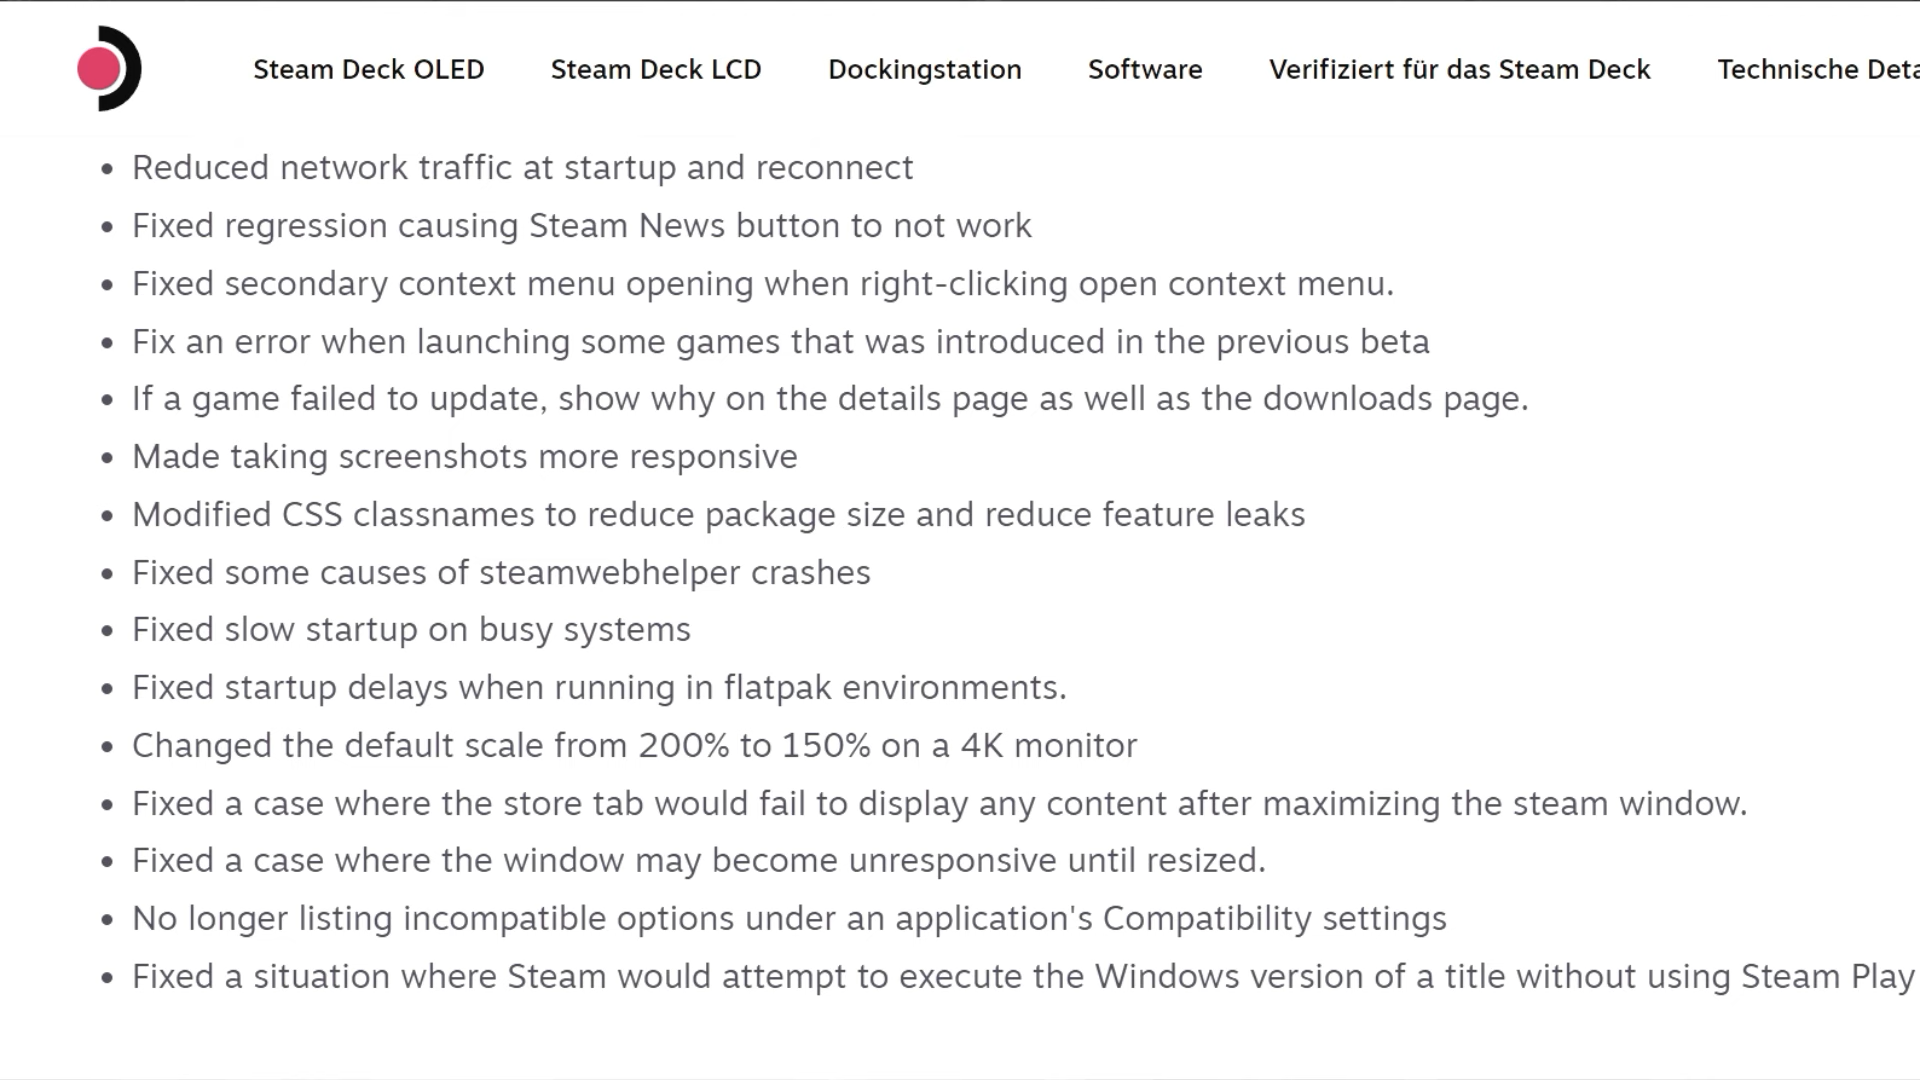 Steam Deck OLED Steam Deck LCD Dockingstation Software Verifiziert für das Steam Deck Technische
• Reduced network traffic at startup and reconnect
• Fixed regression causing Steam News button to not work
• Fixed secondary context menu opening when right-clicking open context menu.
• Fix an error when launching some games that was introduced in the previous beta
• If a game failed to update, show why on the details page as well as the downloads page.
• Made taking screenshots more responsive
• Modified CSS classnames to reduce package size and reduce feature leaks
• Fixed some causes of steamwebhelper crashes
• Fixed slow startup on busy systems
• Fixed startup delays when running in flatpak environments.
• Changed the default scale from 200% to 150% on a 4K monitor
• Fixed a case where the store tab would fail to display any content after maximizing the steam window.
• Fixed a case where the window may become unresponsive until resized.
• No longer listing incompatible options under an application's Compatibility settings
• Fixed a situation where Steam would attempt to execute the Windows version of a title without using Steam Play